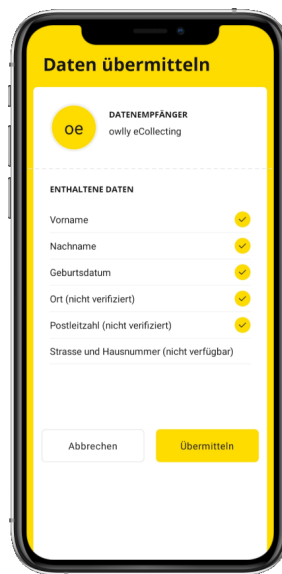 Daten übermitteln
oe
DATENEMPFÄNGER
owlly eCollecting
ENTHALTENE DATEN
Vorname
Nachname
Geburtsdatum
Ort (nicht verifiziert)
Postleitzahl (nicht verifiziert)
Strasse und Hausnummer (nicht verfügbar)
Abbrechen
Übermitteln